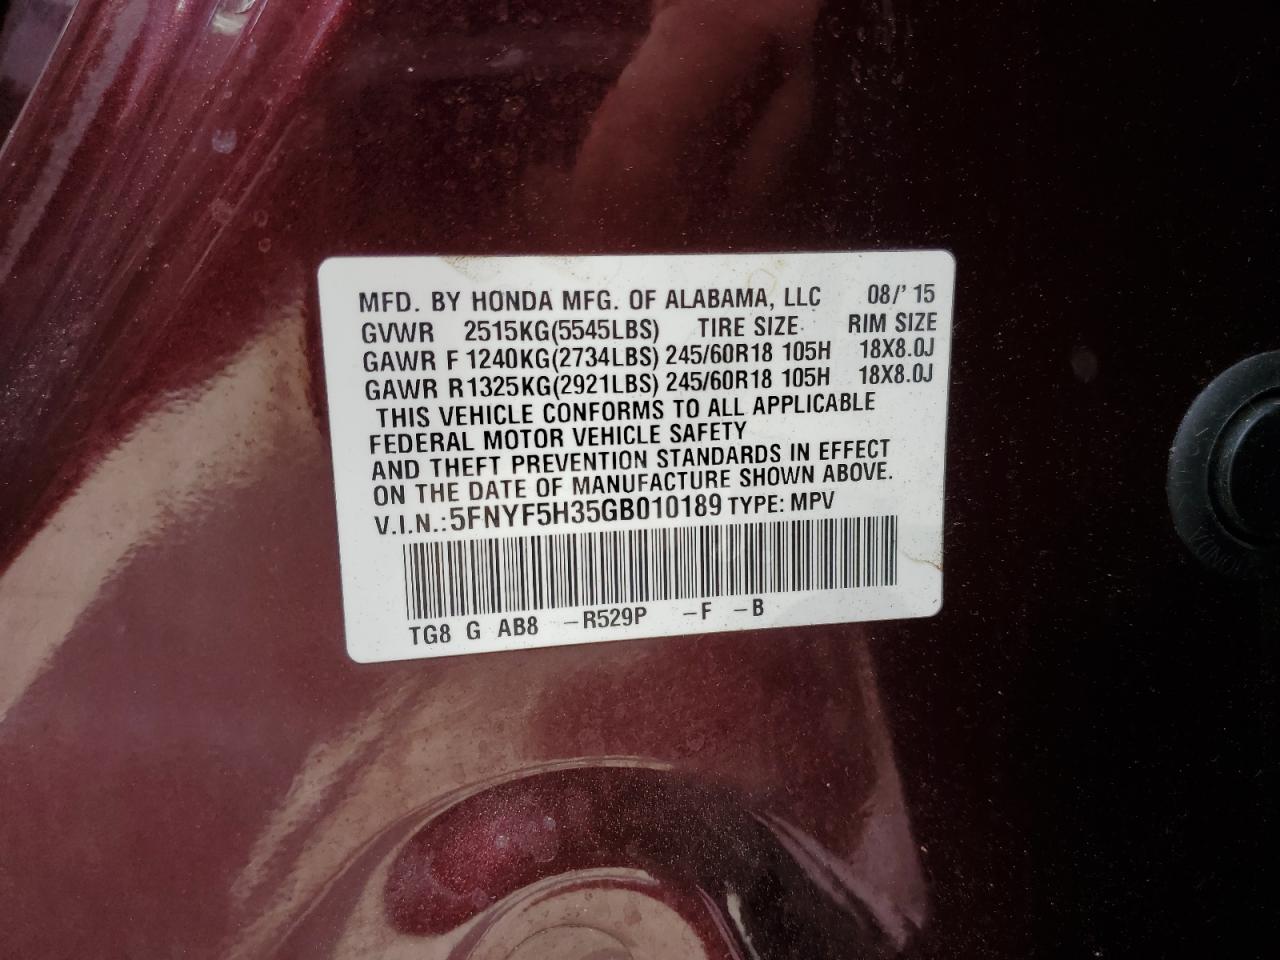 MFD. BY HONDA MFG. OF ALABAMA, LLC 08/'15
GVWR 2515KG(5545LBS) TIRE SIZE RIM SIZE
GAWR F 1240KG(2734LBS) 245/60R18 105H 18X8.0J
GAWR R 1325KG(2921LBS) 245/60R18 105H 18X8.0J
THIS VEHICLE CONFORMS TO ALL APPLICABLE
FEDERAL MOTOR VEHICLE SAFETY
AND THEFT PREVENTION STANDARDS IN EFFECT
ON THE DATE OF MANUFACTURE SHOWN ABOVE.
V.I.N.:5FNYF5H35GB010189 TYPE: MPV
TG8 G AB8 -R529P -F -B